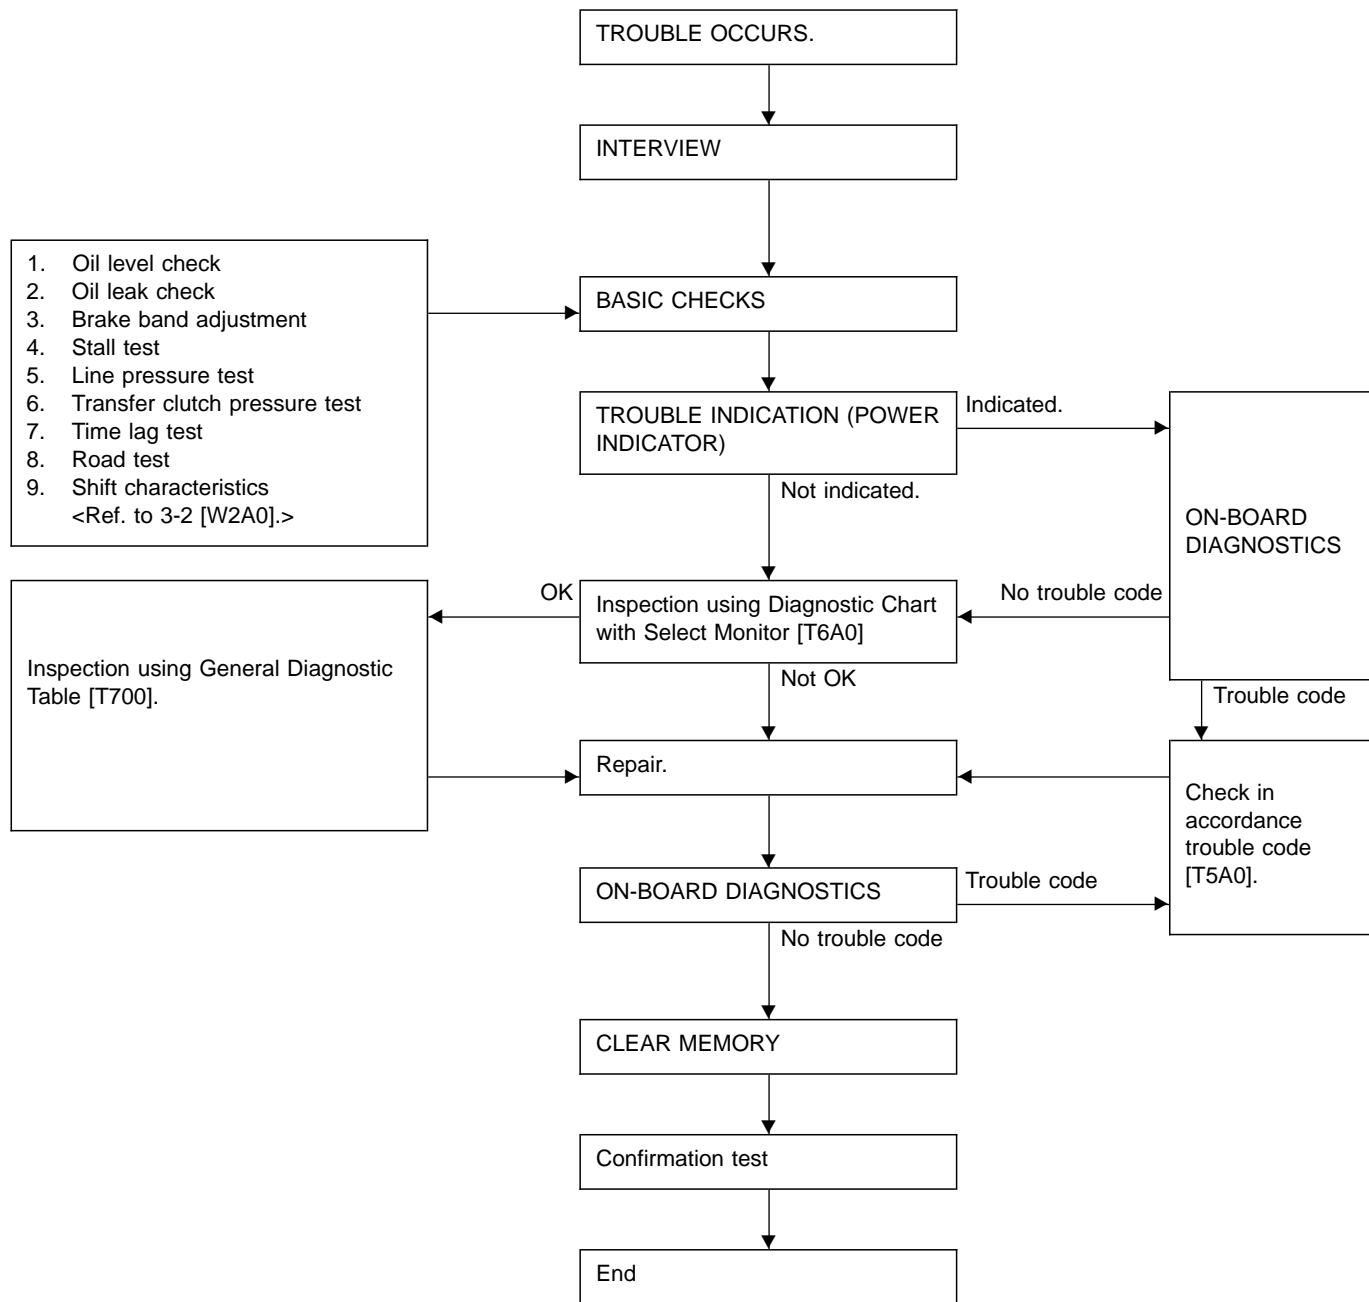 TROUBLE OCCURS.
INTERVIEW
1. Oil level check
2. Oil leak check
3. Brake band adjustment
4. Stall test
5. Line pressure test
6. Transfer clutch pressure test
7. Time lag test
8. Road test
9. Shift characteristics
<Ref. to 3-2 [W2A0].>
BASIC CHECKS
TROUBLE INDICATION (POWER
INDICATOR)
Indicated.
Not indicated.
ON-BOARD
DIAGNOSTICS
No trouble code
Trouble code
Inspection using Diagnostic Chart
with Select Monitor [T6A0]
OK
Not OK
Inspection using General Diagnostic
Table [T700].
Repair.
Check in
accordance
trouble code
[T5A0].
ON-BOARD DIAGNOSTICS
Trouble code
No trouble code
CLEAR MEMORY
Confirmation test
End